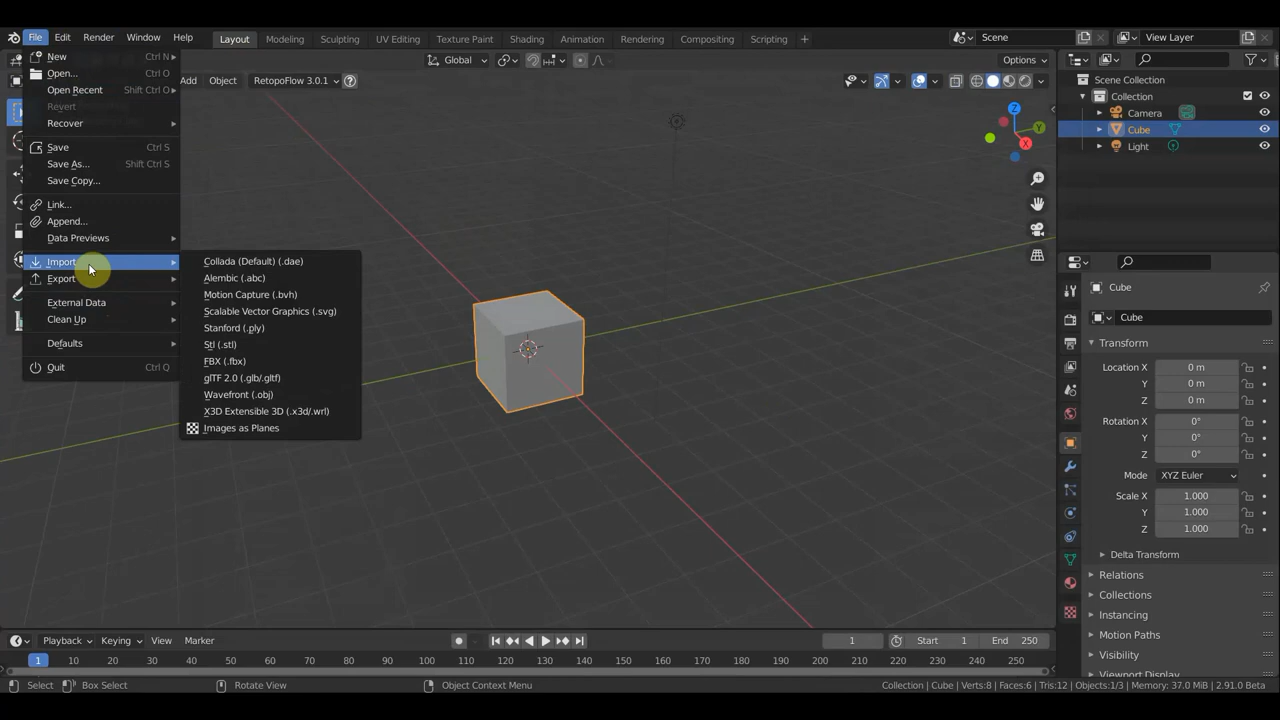 File Edit Render Window Help Layout Modeling Sculpting UV Editing Texture Paint Shading Animation Rendering Compositing Scripting + Scene View Layer
New Ctrl N
Open... Ctrl O
Open Recent Shift Ctrl O
Revert
Recover
Save Ctrl S
Save As... Shift Ctrl S
Save Copy...
Link...
Append...
Data Previews
Import
Export
External Data
Clean Up
Defaults
Quit Ctrl Q
Collada (Default) (.dae)
Alembic (.abc)
Motion Capture (.bvh)
Scalable Vector Graphics (.svg)
Stanford (.ply)
Stl (.stl)
FBX (.fbx)
glTF 2.0 (.glb/.gltf)
Wavefront (.obj)
X3D Extensible 3D (.x3d/.wrl)
Images as Planes
Global Options
Add Object RetopoFlow 3.0.1 ?
Z
Y
X
Scene Collection
Collection
Camera
Cube
Light
Cube
Cube
Transform
Location X 0 m
Y 0 m
Z 0 m
Rotation X 0°
Y 0°
Z 0°
Mode XYZ Euler
Scale X 1.000
Y 1.000
Z 1.000
Delta Transform
Relations
Collections
Instancing
Motion Paths
Visibility
Viewport Display
Playback Keying View Marker 1 Start 1 End 250
1 10 20 30 40 50 60 70 80 90 100 110 120 130 140 150 160 170 180 190 200 210 220 230 240 250
Select Box Select Rotate View Object Context Menu Collection | Cube | Verts:8 | Faces:6 | Tris:12 | Objects:1/3 | Memory: 37.0 MiB | 2.91.0 Beta